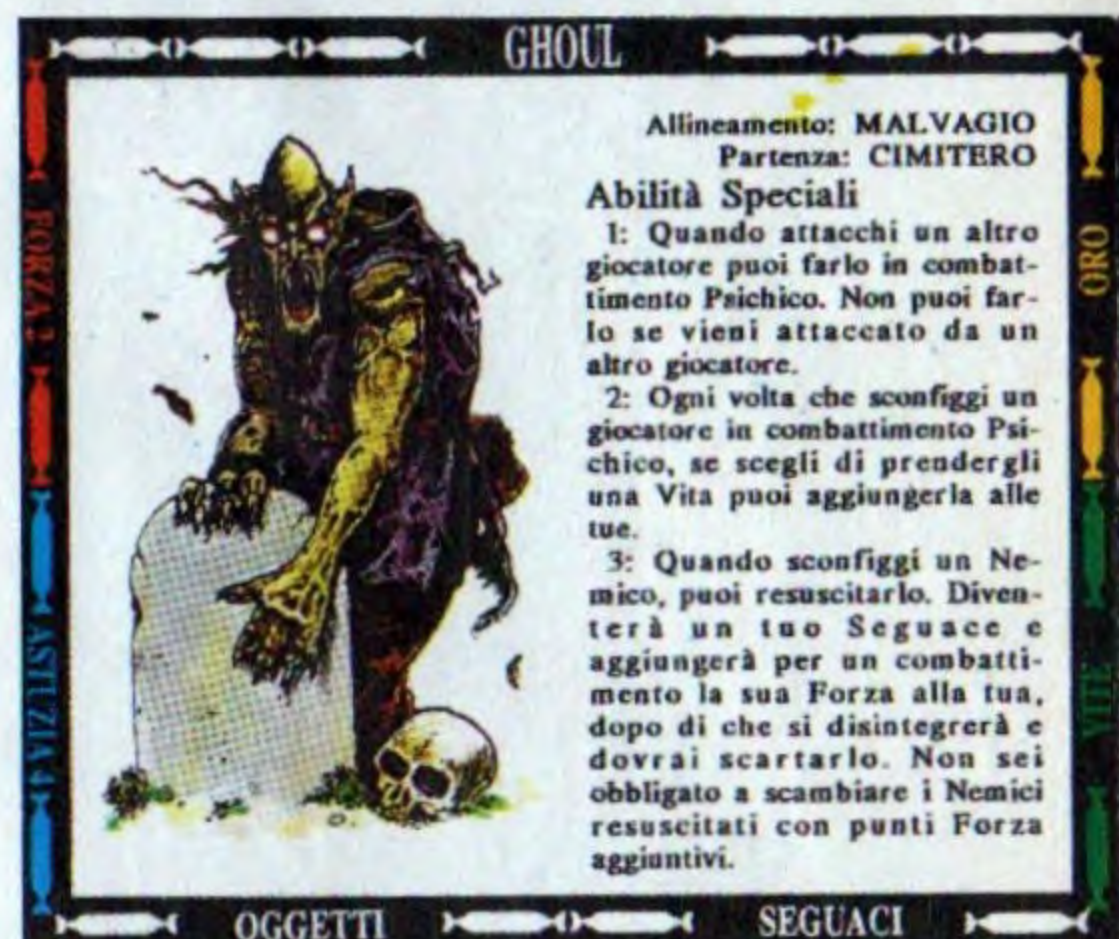 GHOUL
Allineamento: MALVAGIO
Partenza: CIMITERO
Abilità Speciali
1: Quando attacchi un altro
giocatore puoi farlo in combat-
timento Psichico. Non puoi far-
lo se vieni attaccato da un
altro giocatore.
2: Ogni volta che sconfiggi un
giocatore in combattimento Psi-
chico, se scegli di prendergli
una Vita puoi aggiungerla alle
tue.
3: Quando sconfiggi un Ne-
mico, puoi resuscitarlo. Diven-
terà un tuo Seguace e
aggiungerà per un combatti-
mento la sua Forza alla tua,
dopo di che si disintegrerà e
dovrai scartarlo. Non sei
obbligato a scambiare i Nemici
resuscitati con punti Forza
aggiuntivi.
FORZA 2
ASTUZIA 4
ORO
VITE
OGGETTI
SEGUACI